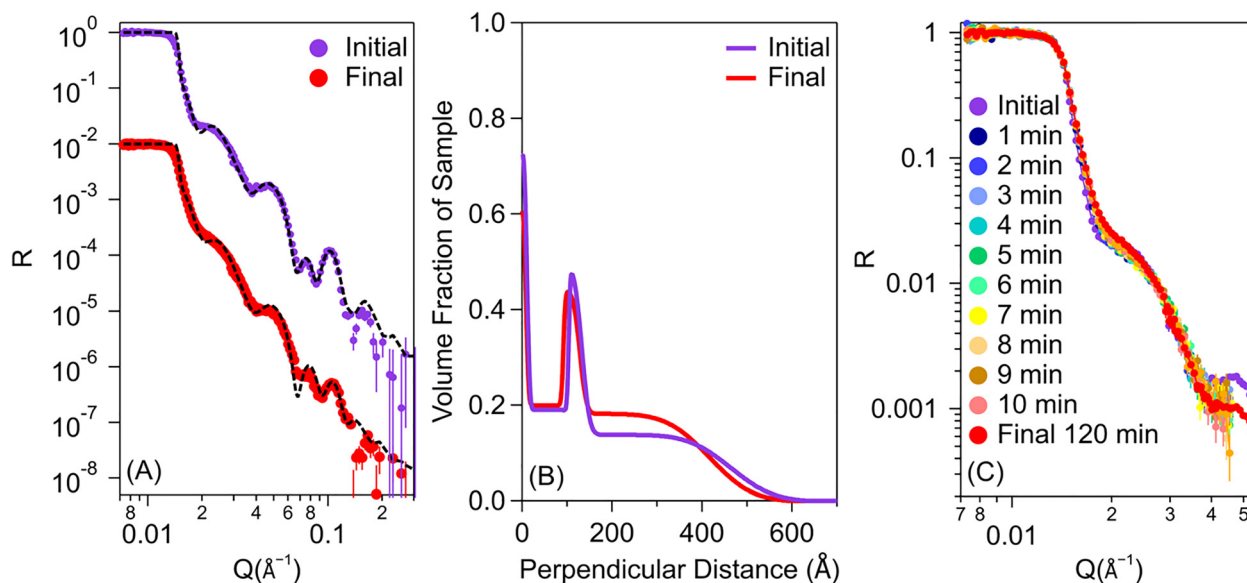 10⁰
10⁻¹
10⁻²
10⁻³
10⁻⁴
10⁻⁵
10⁻⁶
10⁻⁷
10⁻⁸
R
Initial
Final
(A)
8
2
4
6
8
2
0.01
0.1
Q(Å⁻¹)
Volume Fraction of Sample
1.0
0.8
0.6
0.4
0.2
0.0
Initial
Final
(B)
0
200
400
600
Perpendicular Distance (Å)
R
1
0.1
0.01
0.001
Initial
1 min
2 min
3 min
4 min
5 min
6 min
7 min
8 min
9 min
10 min
Final 120 min
(C)
7
8
2
3
4
5
0.01
Q(Å⁻¹)